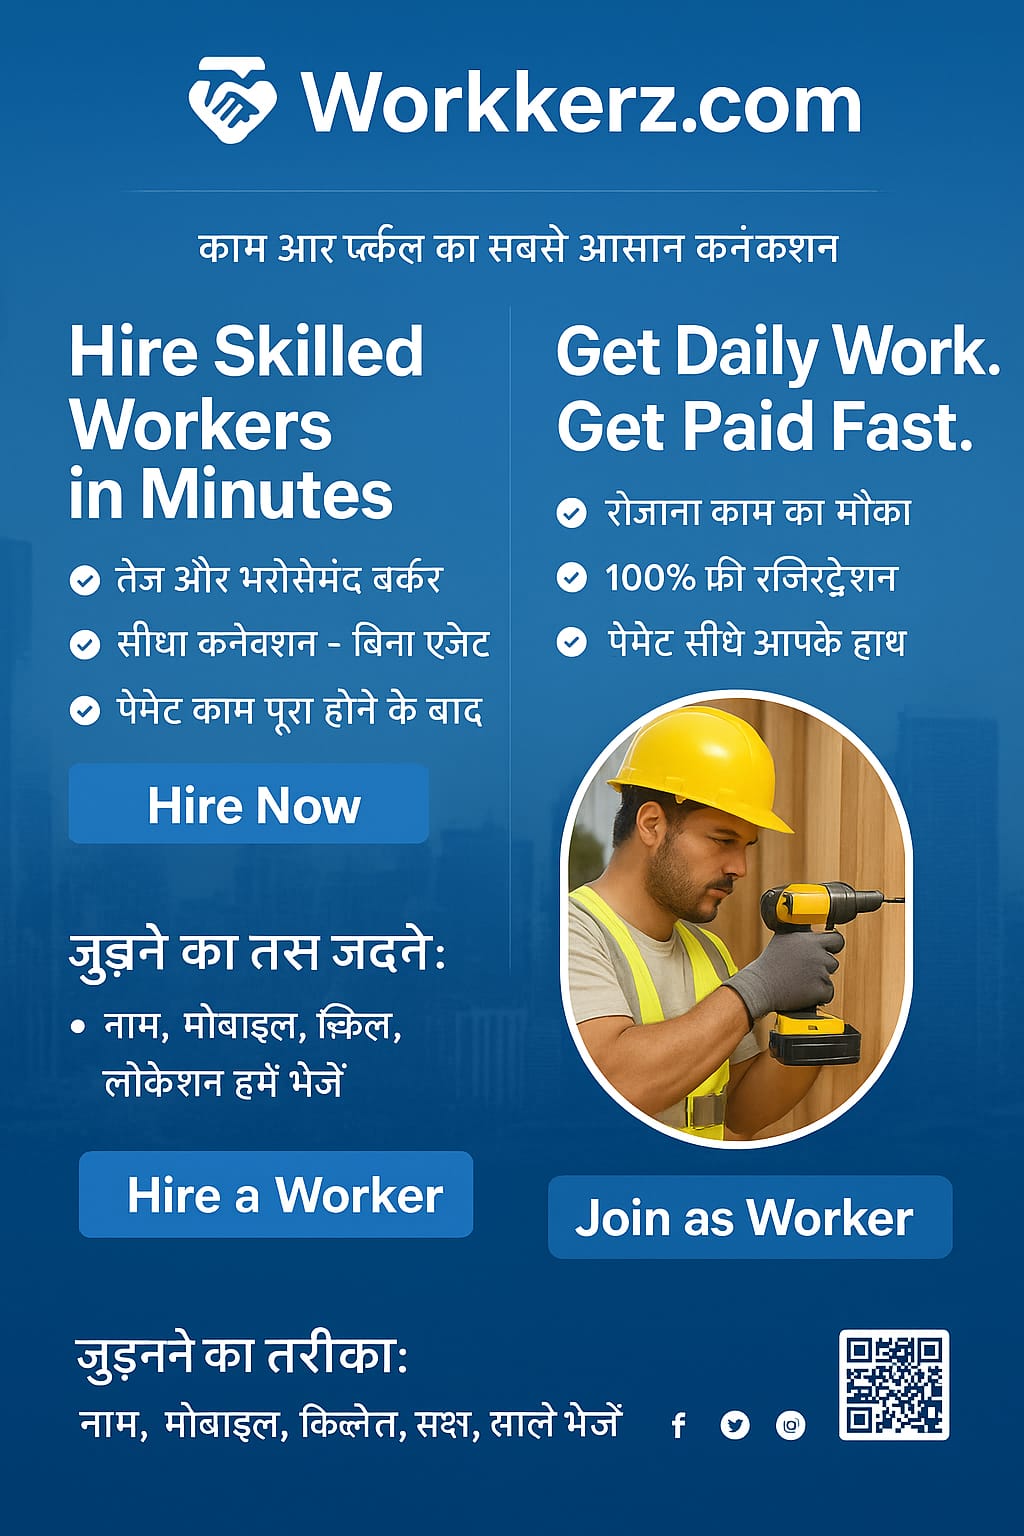 Workkerz.com
काम आर र्प्त्कल का सबसे आसान कनंकशन
Hire Skilled
Workers
in Minutes
तेज और भरोसेमंद बर्कर
सीधा कनेवशन - बिना एजेट
पेमेट काम पूरा होने के बाद
Hire Now
Get Daily Work.
Get Paid Fast.
रोजाना काम का मौका
100% फ्री रजिरट्रेशन
पेमेट सीधे आपके हाथ
जुड़ने का तस जदने:
• नाम, मोबाइल,
लोकेशन हमें भेजें
Hire a Worker
Join as Worker
जुड़नने का तरीका:
नाम, मोबाइल, साले भेजें